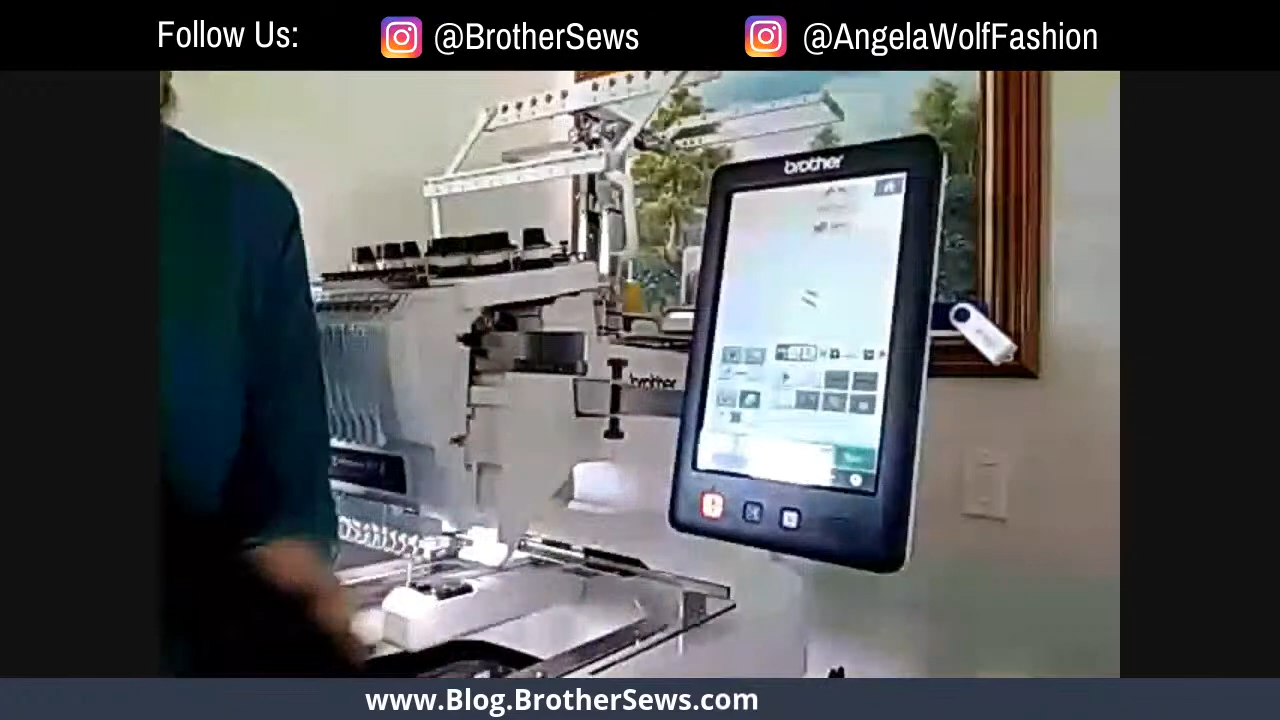 Follow Us:
@BrotherSews
@AngelaWolfFashion
brother
brother
www.Blog.BrotherSews.com